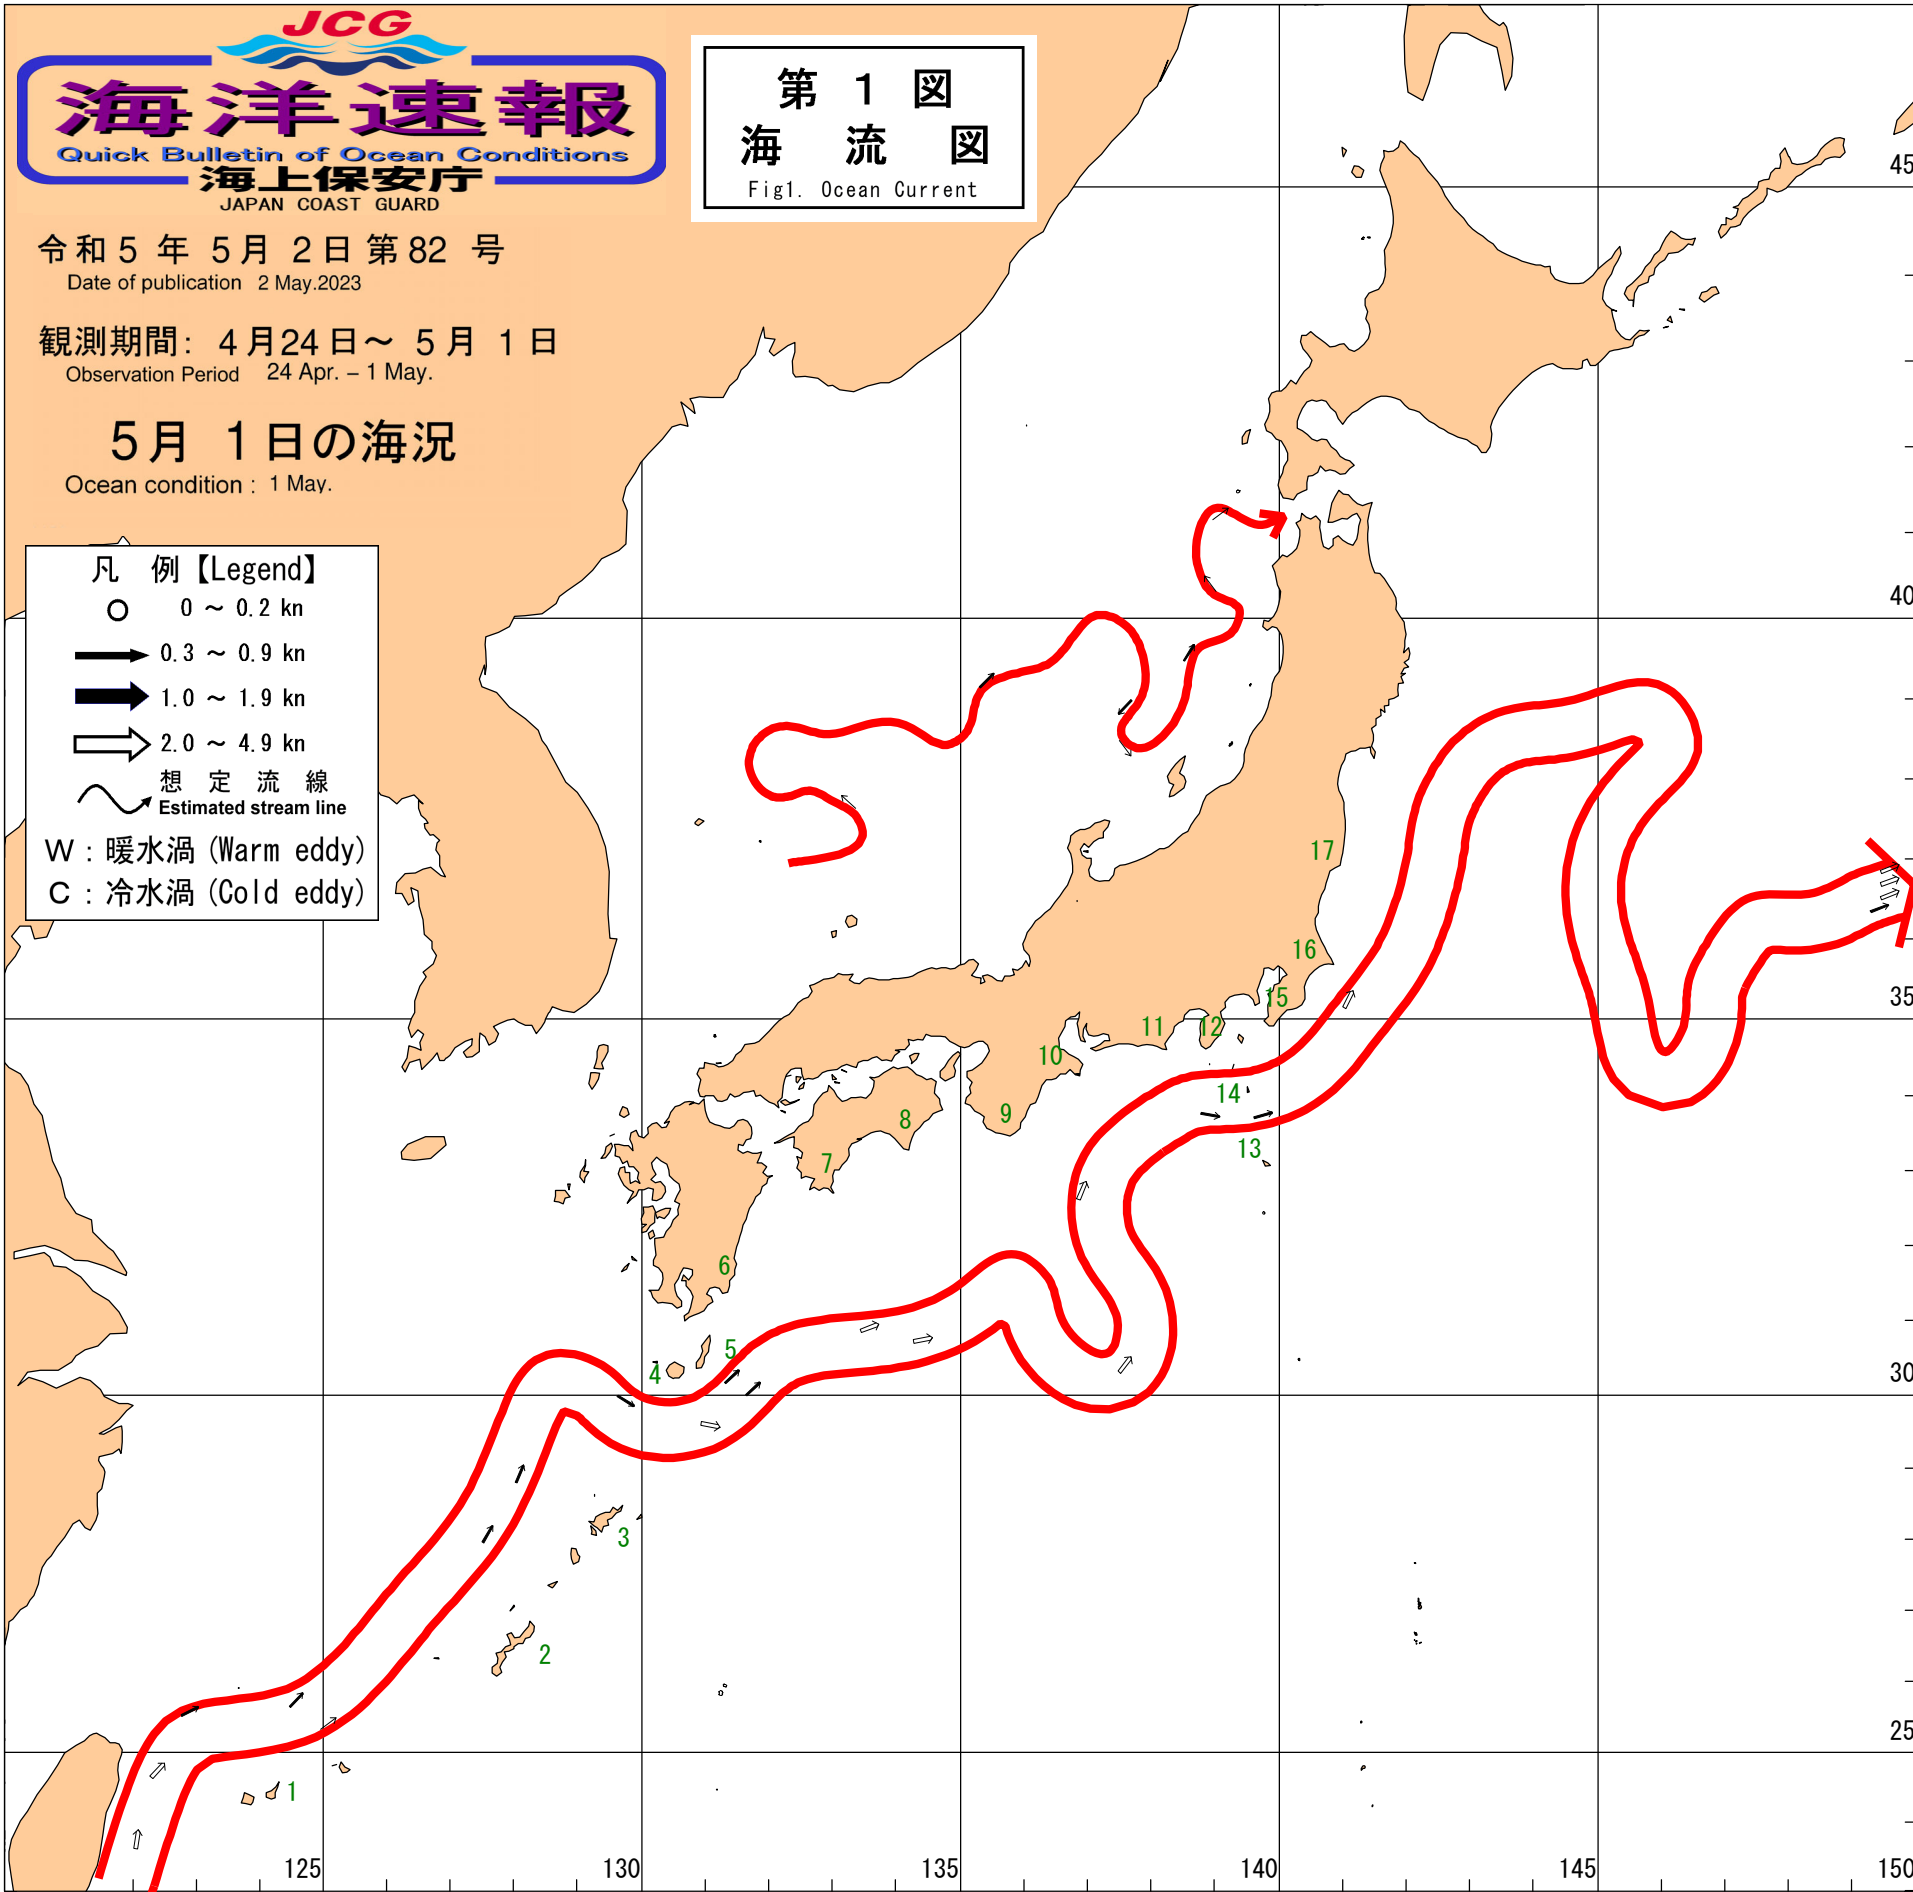 JCG
海洋速報
Quick Bulletin of Ocean Conditions
海上保安庁
JAPAN COAST GUARD
第 1 図
海 流 図
Fig1. Ocean Current
令和5年 5月 2日第82号
Date of publication 2 May.2023
観測期間: 4月24日～ 5月 1日
Observation Period 24 Apr. – 1 May.
5月 1日の海況
Ocean condition : 1 May.
凡 例【Legend】
0 ～ 0.2 kn
0.3 ～ 0.9 kn
1.0 ～ 1.9 kn
2.0 ～ 4.9 kn
想 定 流 線
Estimated stream line
W : 暖水渦 (Warm eddy)
C : 冷水渦 (Cold eddy)
45
40
17
16
35
15
11
12
10
14
9
8
13
7
6
5
4
30
3
2
25
1
125
130
135
140
145
150